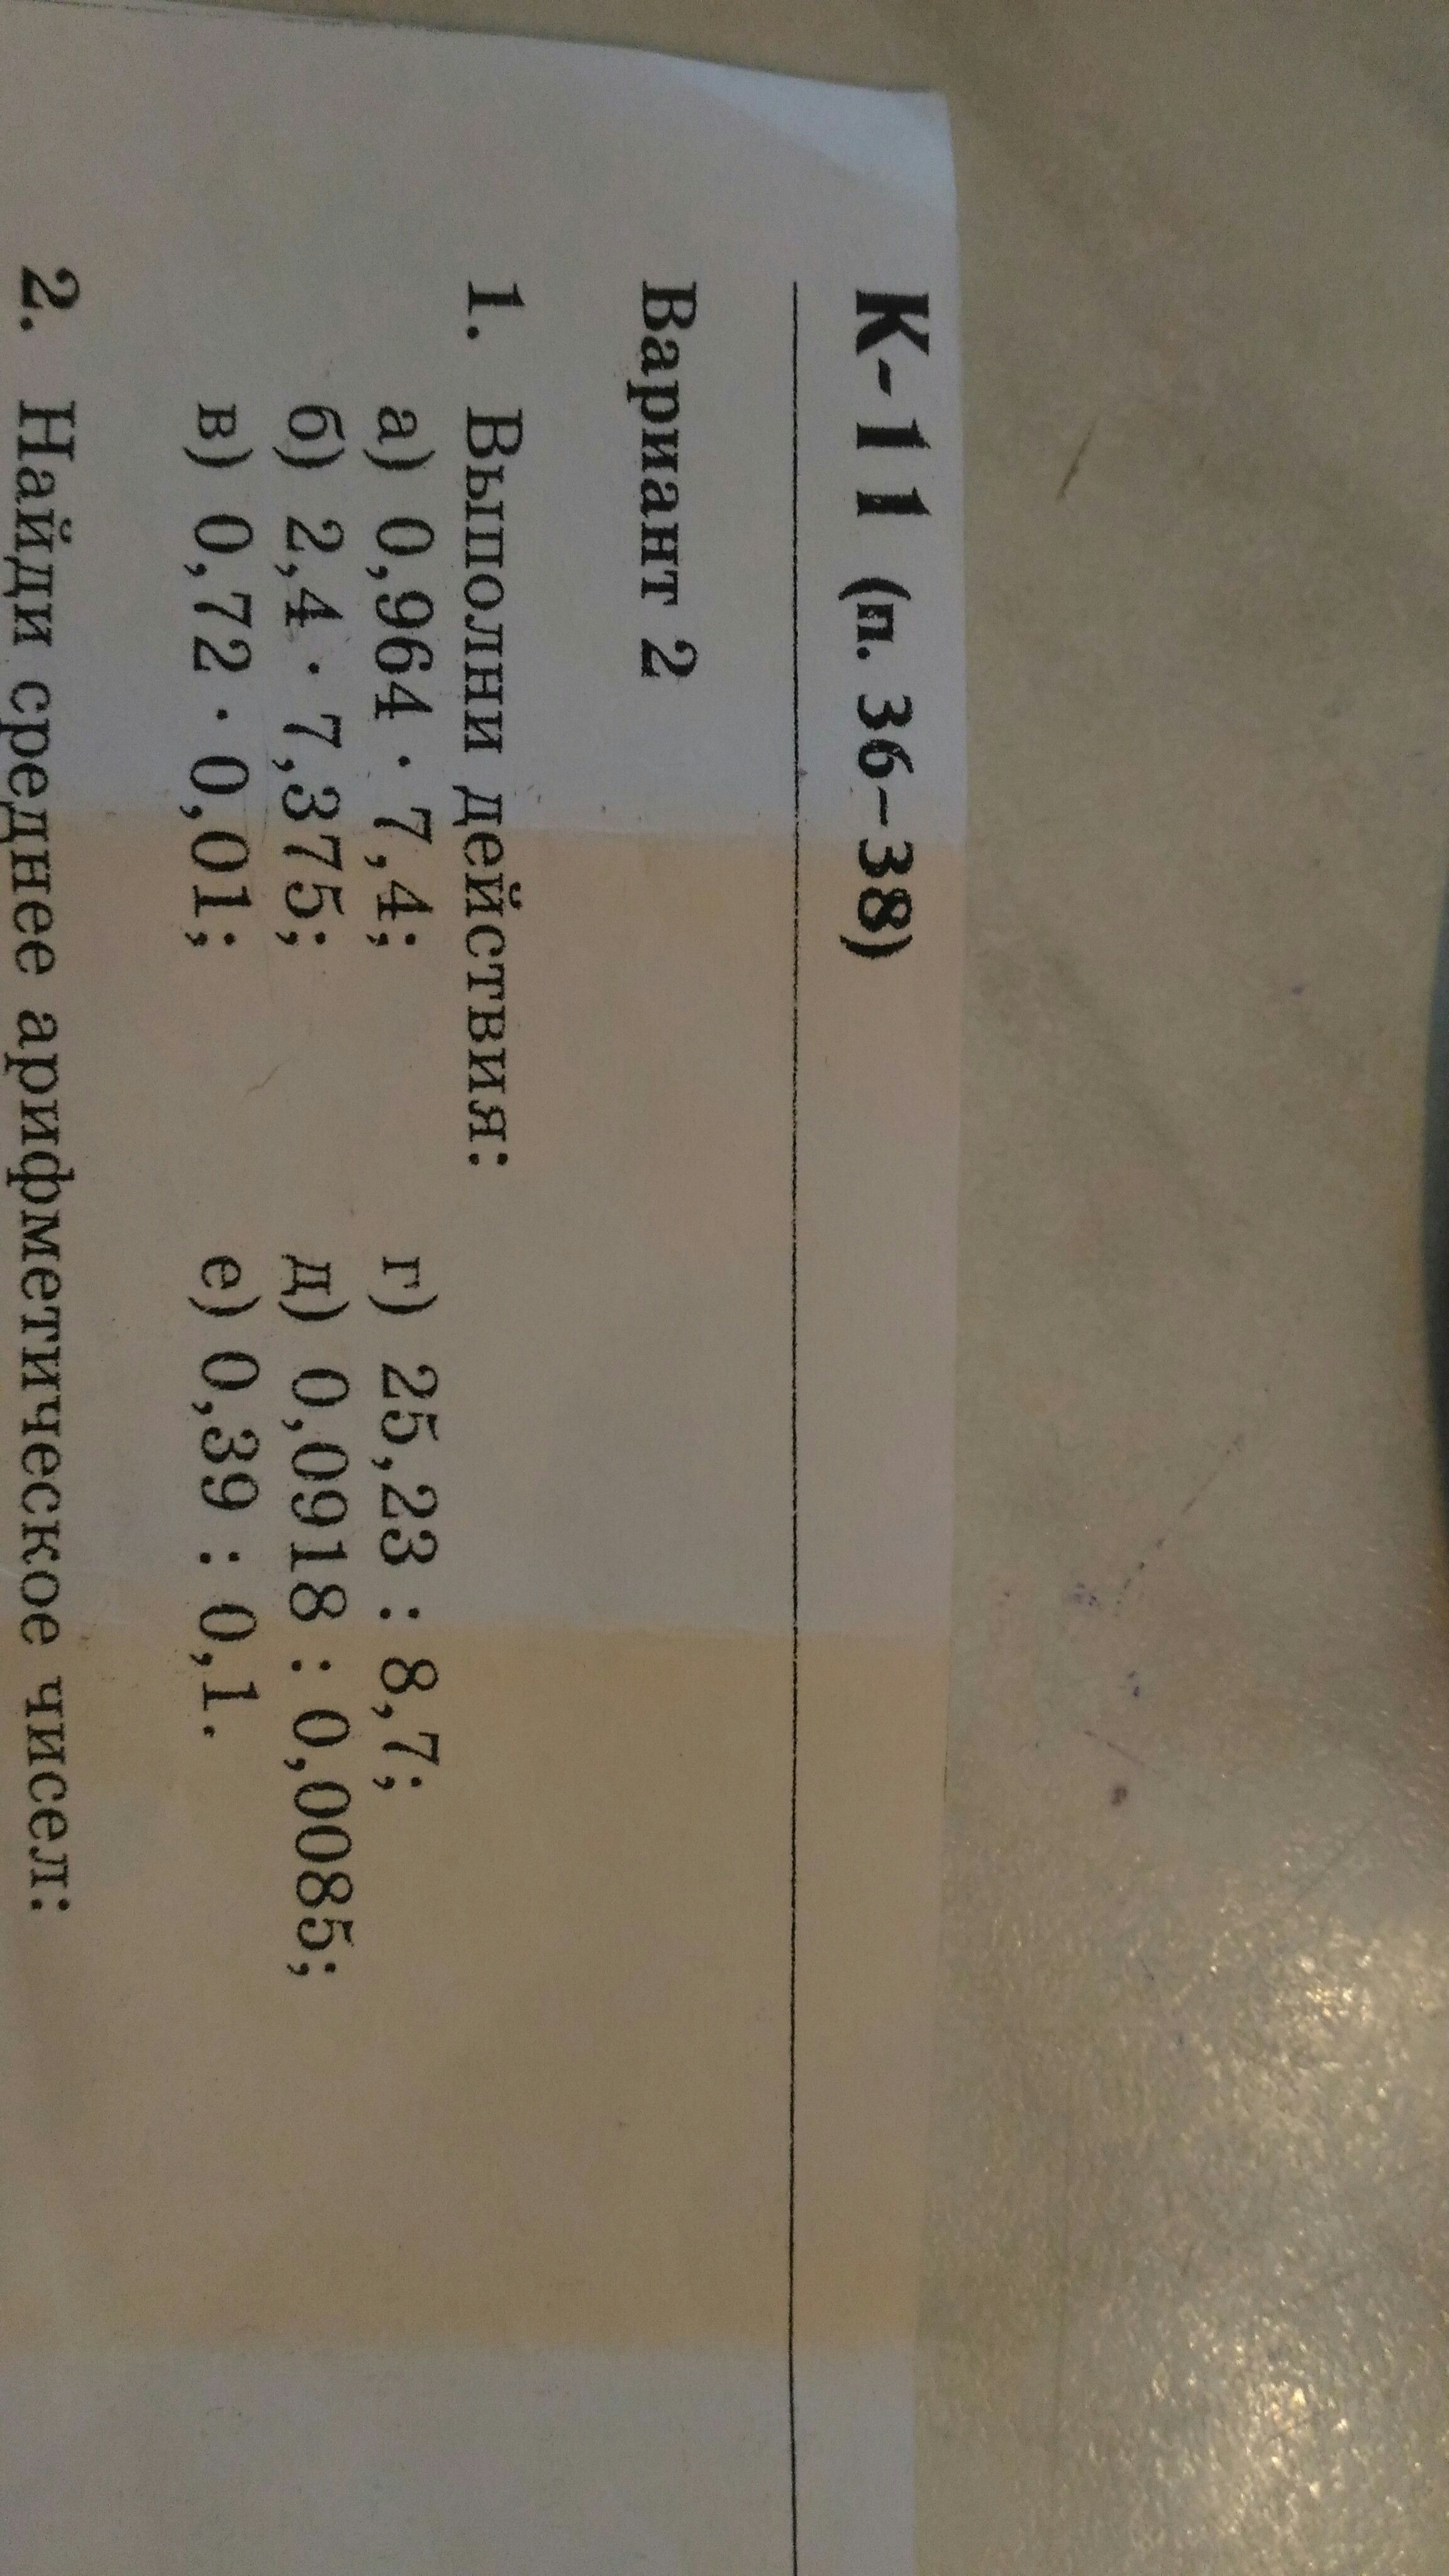 К-11 (п. 36–38)
Вариант 2
1. Выполни действия:
а) 0,964 · 7,4; г) 25,23 : 8,7;
б) 2,4 · 7,375; д) 0,0918 : 0,0085;
в) 0,72 · 0,01; е) 0,39 : 0,1.
2. Найди среднее арифметическое чисел: